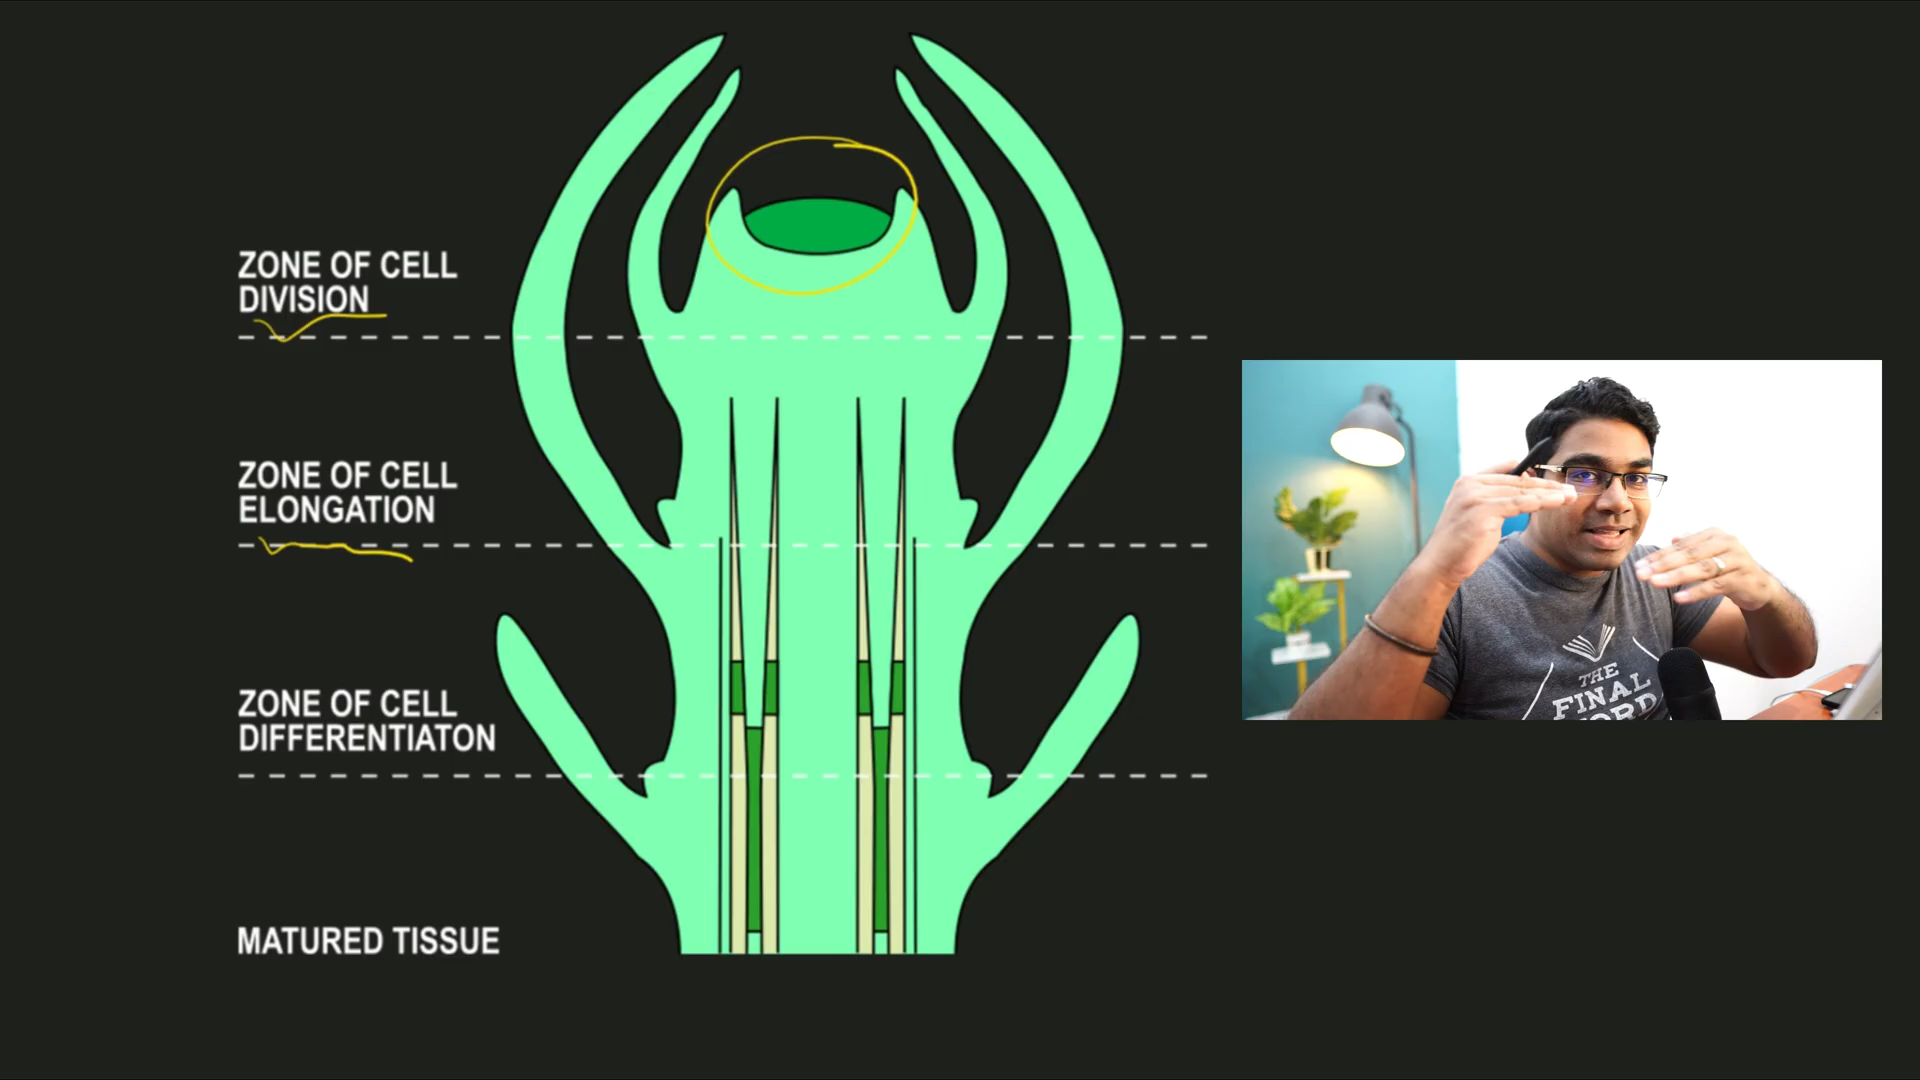 ZONE OF CELL
DIVISION
ZONE OF CELL
ELONGATION
ZONE OF CELL
DIFFERENTIATON
MATURED TISSUE
THE
FINAL